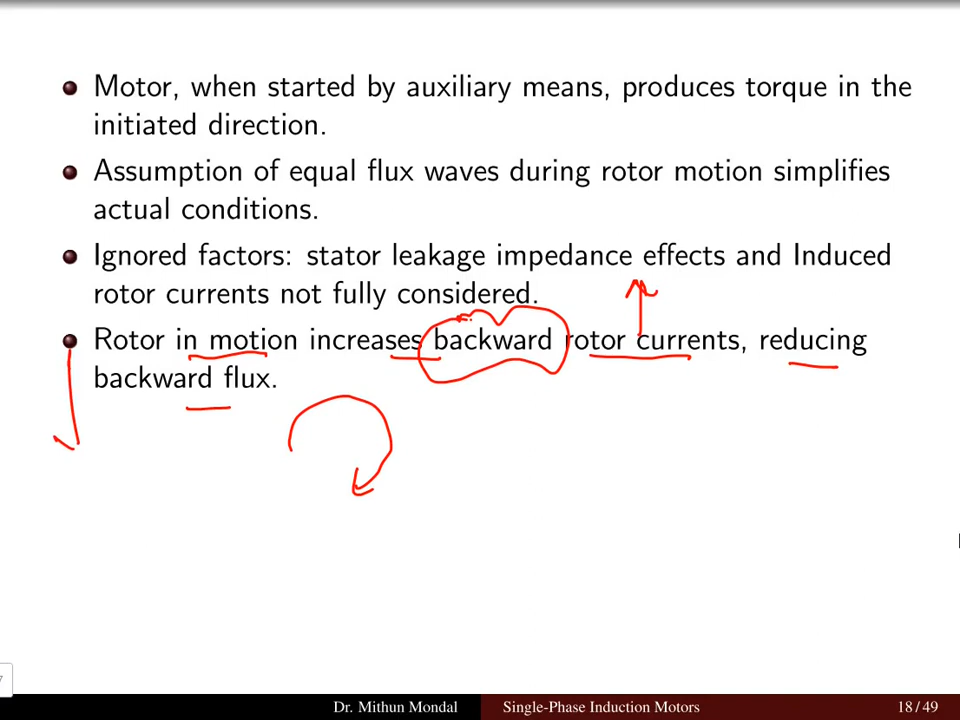 Motor, when started by auxiliary means, produces torque in the
initiated direction.
Assumption of equal flux waves during rotor motion simplifies
actual conditions.
Ignored factors: stator leakage impedance effects and Induced
rotor currents not fully considered.
Rotor in motion increases backward rotor currents, reducing
backward flux.
Dr. Mithun Mondal Single-Phase Induction Motors 18 / 49